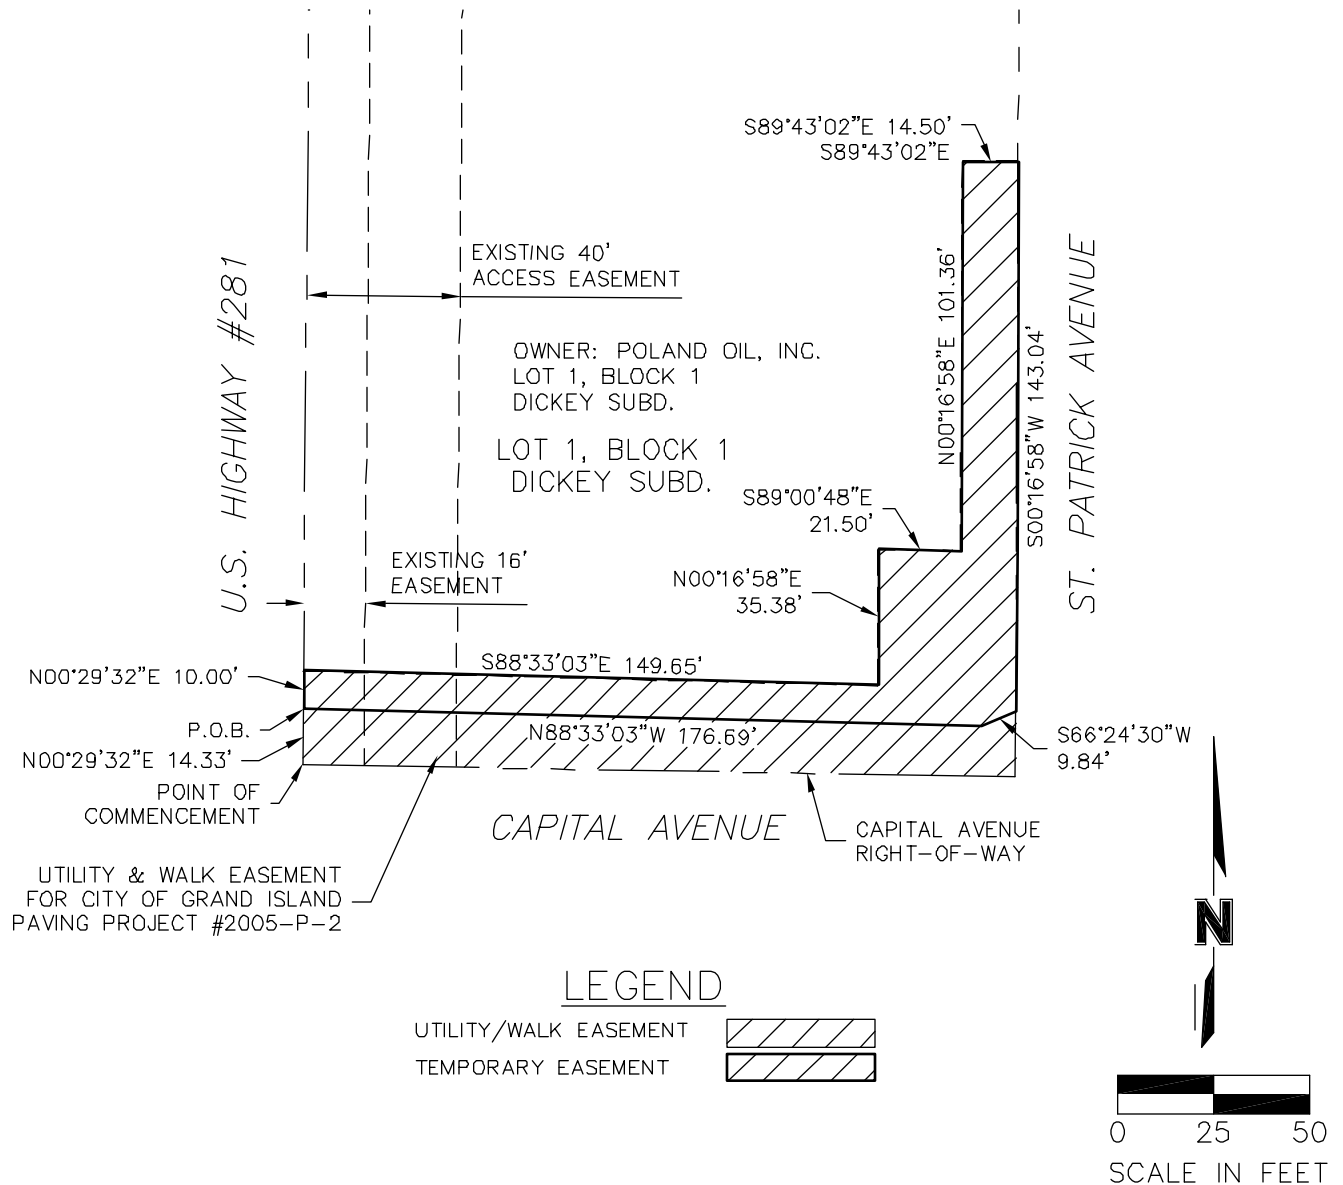 S89°43'02"E 14.50'
S89°43'02"E
EXISTING 40'
ACCESS EASEMENT
U.S. HIGHWAY #281
OWNER: POLAND OIL, INC.
LOT 1, BLOCK 1
DICKEY SUBD.
LOT 1, BLOCK 1
DICKEY SUBD.
N00°16'58"E 101.36'
S00°16'58"W 143.04'
ST. PATRICK AVENUE
S89°00'48"E
21.50'
EXISTING 16'
EASEMENT
N00°16'58"E
35.38'
S88°33'03"E 149.65'
N00°29'32"E 10.00'
P.O.B.
N88°33'03"W 176.69'
S66°24'30"W
9.84'
N00°29'32"E 14.33'
POINT OF
COMMENCEMENT
CAPITAL AVENUE
CAPITAL AVENUE
RIGHT-OF-WAY
UTILITY & WALK EASEMENT
FOR CITY OF GRAND ISLAND
PAVING PROJECT #2005-P-2
N
LEGEND
UTILITY/WALK EASEMENT
TEMPORARY EASEMENT
0 25 50
SCALE IN FEET